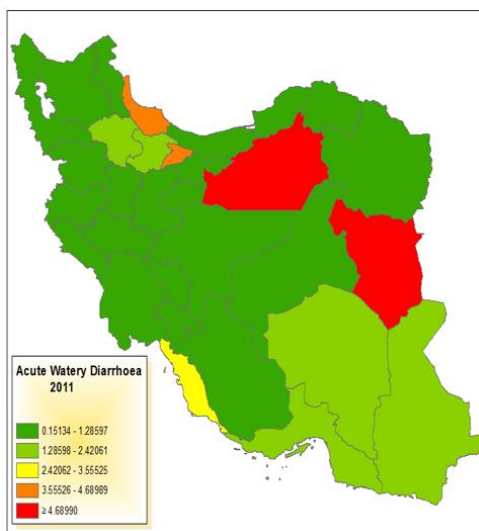 Acute Watery Diarrhoea
2011
0.15134 - 1.28597
1.28598 - 2.42061
2.42062 - 3.55525
3.55526 - 4.68989
≥ 4.68990